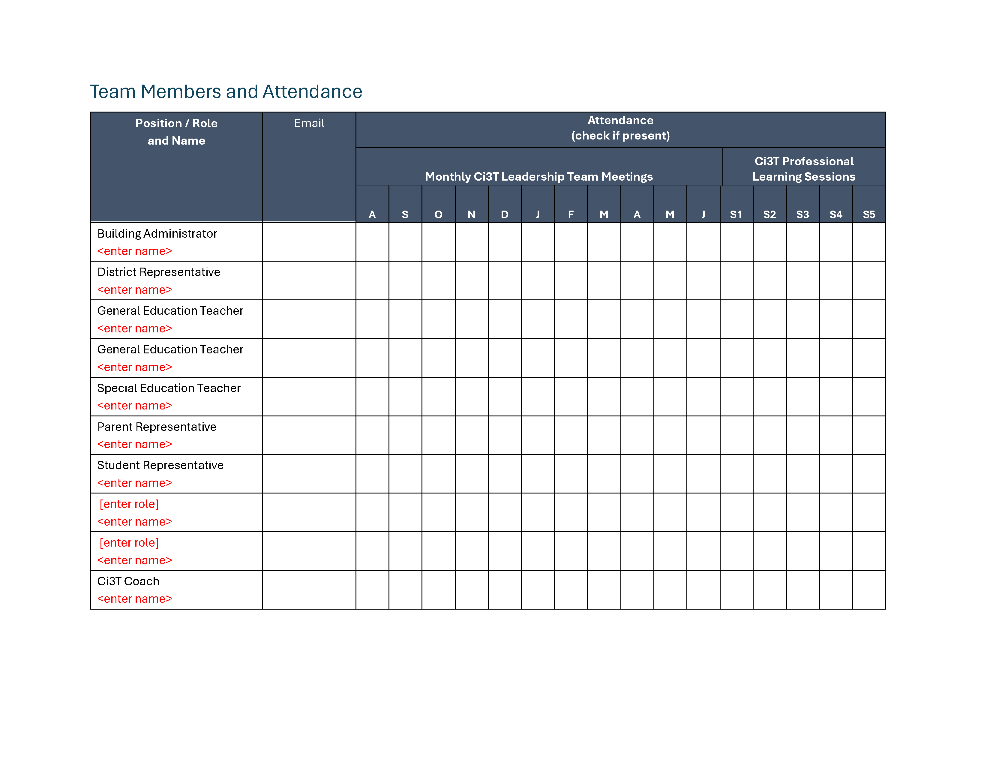 Team Members and Attendance
Position / Role
and Name
Email
Attendance
(check if present)
Monthly Ci3T Leadership Team Meetings
Ci3T Professional
Learning Sessions
A S O N D J F M A M J S1 S2 S3 S4 S5
Building Administrator
<enter name>
District Representative
<enter name>
General Education Teacher
<enter name>
General Education Teacher
<enter name>
Special Education Teacher
<enter name>
Parent Representative
<enter name>
Student Representative
<enter name>
[enter role]
<enter name>
[enter role]
<enter name>
Ci3T Coach
<enter name>